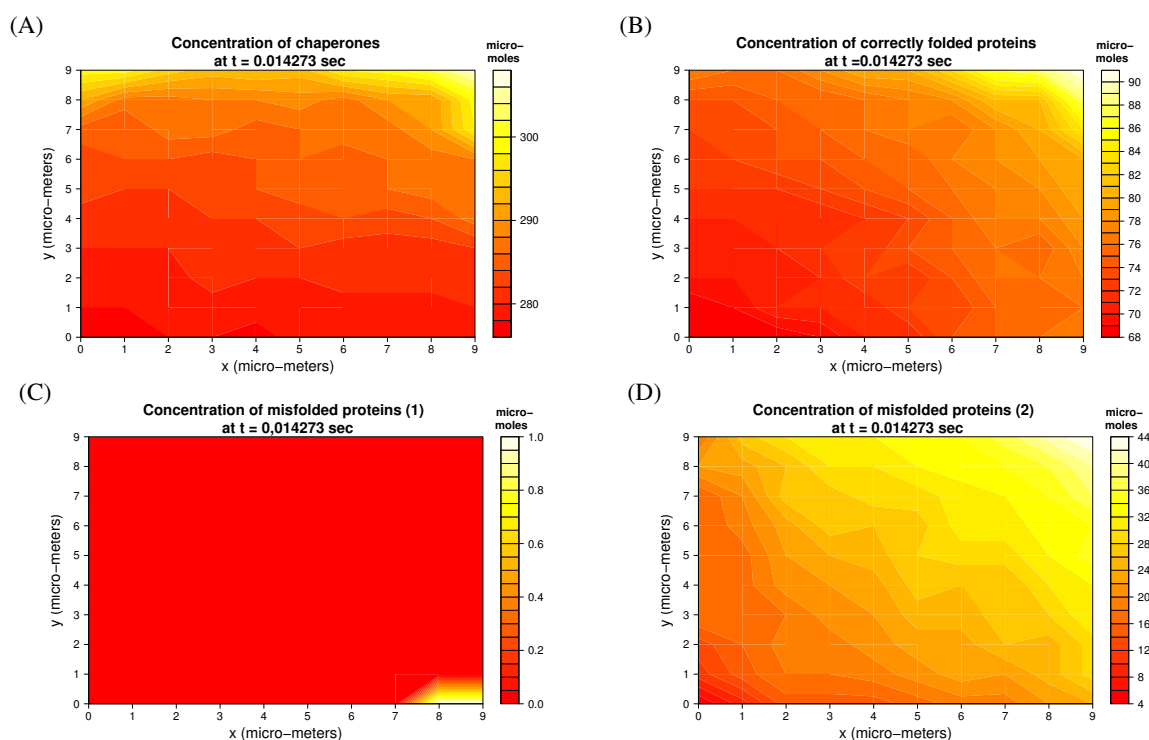 (A)
Concentration of chaperones
at t = 0.014273 sec
micro−
moles
y (micro−meters)
9
8
7
6
5
4
3
2
1
0
300
290
280
0 1 2 3 4 5 6 7 8 9
x (micro−meters)
(B)
Concentration of correctly folded proteins
at t =0.014273 sec
micro−
moles
y (micro−meters)
9
8
7
6
5
4
3
2
1
0
90
88
86
84
82
80
78
76
74
72
70
68
0 1 2 3 4 5 6 7 8 9
x (micro−meters)
(C)
Concentration of misfolded proteins (1)
at t = 0,014273 sec
micro−
moles
y (micro−meters)
9
8
7
6
5
4
3
2
1
0
1.0
0.8
0.6
0.4
0.2
0.0
0 1 2 3 4 5 6 7 8 9
x (micro−meters)
(D)
Concentration of misfolded proteins (2)
at t = 0.014273 sec
micro−
moles
y (micro−meters)
9
8
7
6
5
4
3
2
1
0
44
40
36
32
28
24
20
16
12
8
4
0 1 2 3 4 5 6 7 8 9
x (micro−meters)